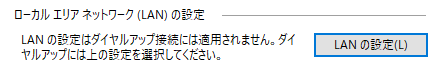 ローカル エリア ネットワーク (LAN) の設定
LAN の設定はダイヤルアップ接続には適用されません。ダイ
ヤルアップには上の設定を選択してください。
LAN の設定(L)